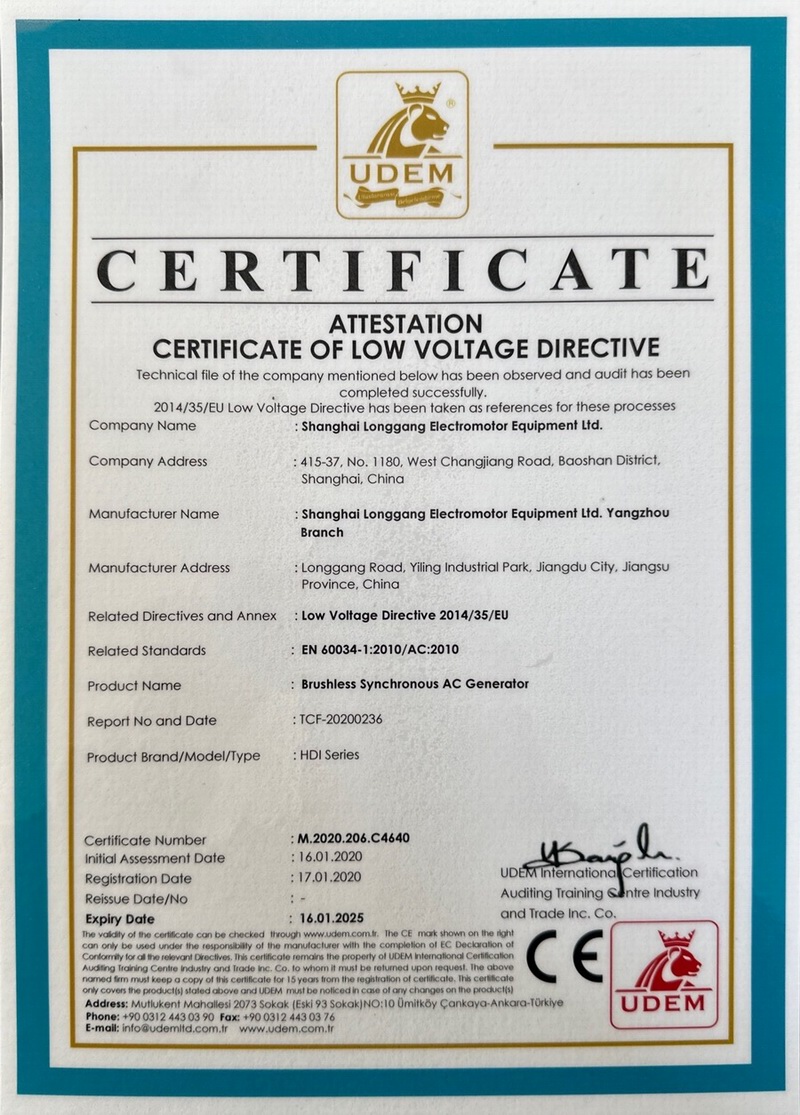 UDEM
CERTIFICATE
ATTESTATION
CERTIFICATE OF LOW VOLTAGE DIRECTIVE
Technical file of the company mentioned below has been observed and audit has been
completed successfully.
2014/35/EU Low Voltage Directive has been taken as references for these processes
Company Name : Shanghai Longgang Electromotor Equipment Ltd.
Company Address : 415-37, No. 1180, West Changjiang Road, Baoshan District,
Shanghai, China
Manufacturer Name : Shanghai Longgang Electromotor Equipment Ltd. Yangzhou
Branch
Manufacturer Address : Longgang Road, Yiling Industrial Park, Jiangdu City, Jiangsu
Province, China
Related Directives and Annex : Low Voltage Directive 2014/35/EU
Related Standards : EN 60034-1:2010/AC:2010
Product Name : Brushless Synchronous AC Generator
Report No and Date : TCF-20200236
Product Brand/Model/Type : HDI Series
Certificate Number : M.2020.206.C4640
Initial Assessment Date : 16.01.2020
Registration Date : 17.01.2020
Reissue Date/No : -
Expiry Date : 16.01.2025
UDEM International Certification
Auditing Training Centre Industry
and Trade Inc. Co.
The validity of the certificate can be checked through www.udem.com.tr. The CE mark shown on the right
can only be used under the responsibility of the manufacturer with the completion of EC Declaration of
Conformity for all the relevant Directives. This certificate remains the property of UDEM International Certification
Auditing Training Centre Industry and Trade Inc. Co. to whom it must be returned upon request. The above
named firm must keep a copy of this certificate for 15 years from the registration of certificate. This certificate
only covers the product(s) stated above and UDEM must be noticed in case of any changes on the product(s)
Address: Mutlukent Mahallesi 2073 Sokak (Eski 93 Sokak) NO:10 Ümitköy Çankaya-Ankara-Türkiye
Phone: +90 0312 443 03 90 Fax: +90 0312 443 03 76
E-mail: info@udemltd.com.tr www.udem.com.tr
CE
UDEM